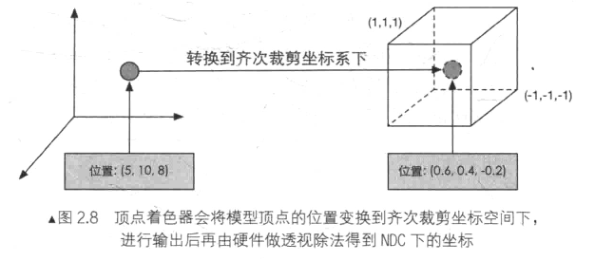 (1,1,1)
转换到齐次裁剪坐标系下
(-1,-1,-1)
位置: (5, 10, 8)
位置: (0.6, 0.4, -0.2)
▲图 2.8 顶点着色器会将模型顶点的位置变换到齐次裁剪坐标空间下，
进行输出后再由硬件做透视除法得到 NDC 下的坐标